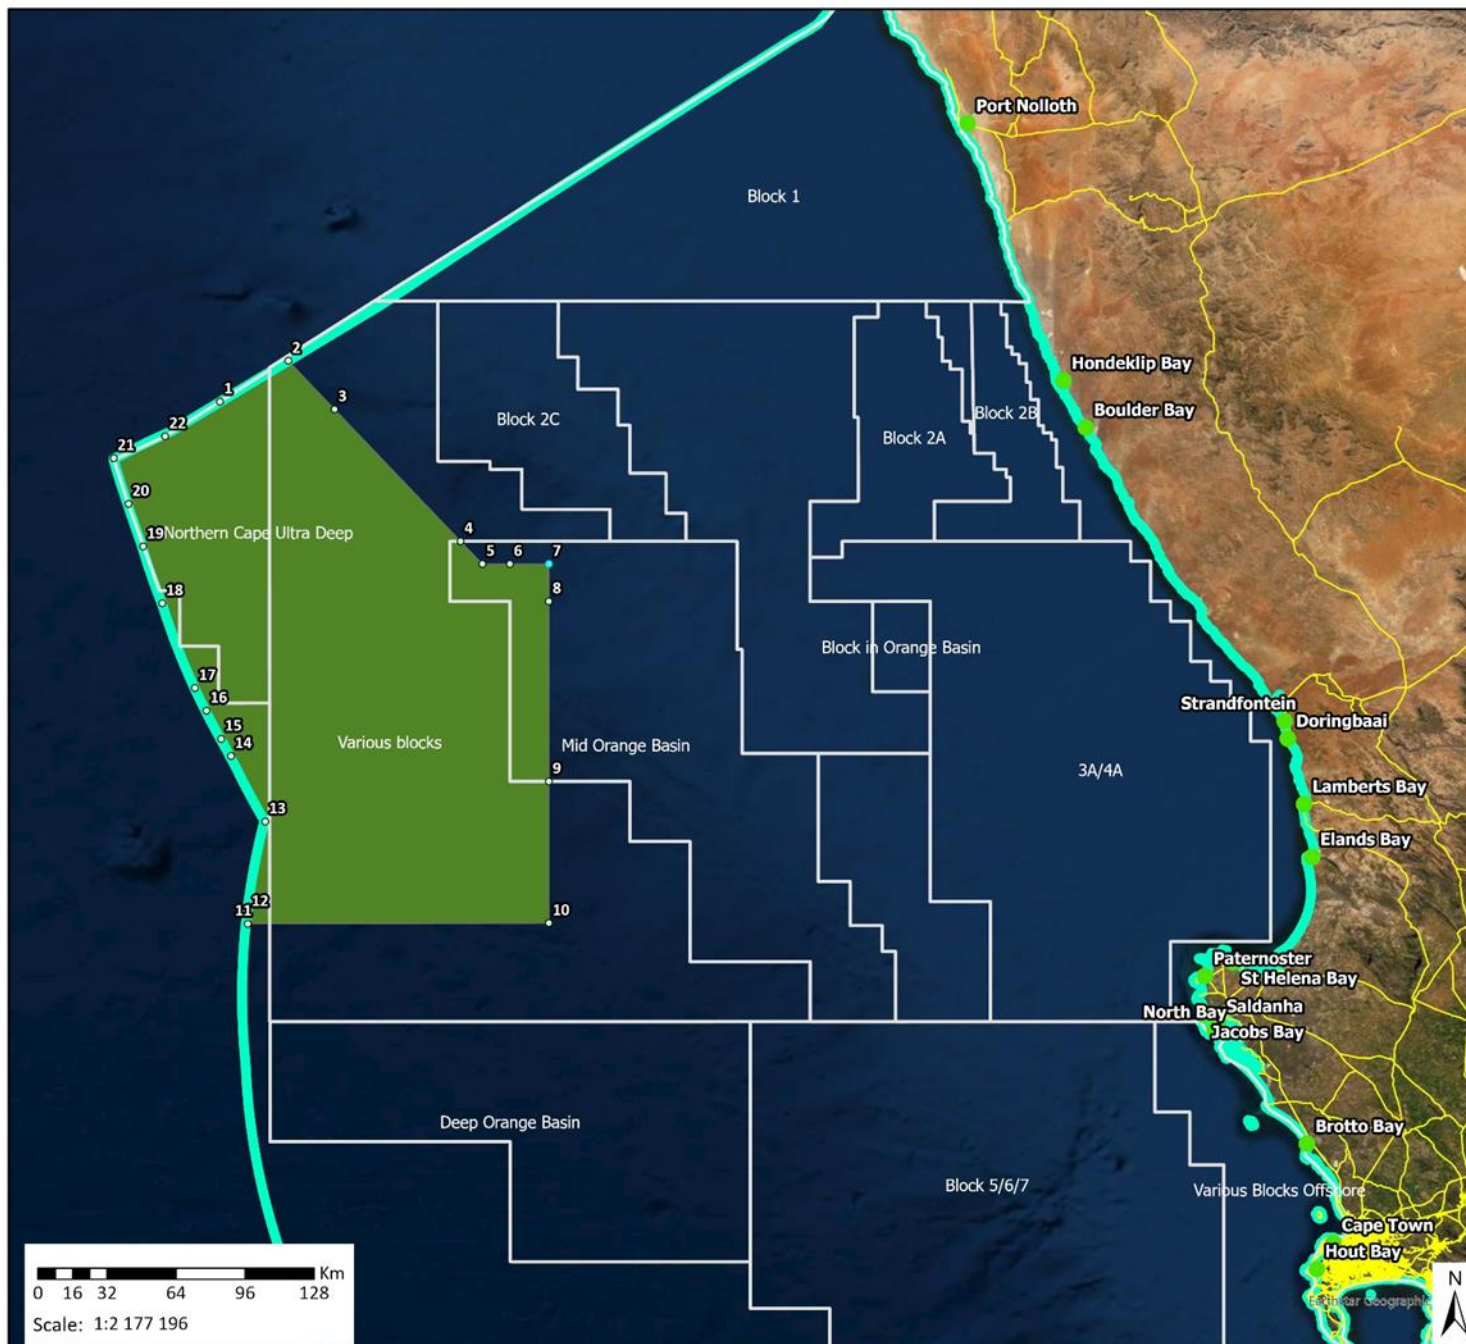 Port Nolloth
Block 1
2
Hondeklip Bay
3
1
Block 2C
Block 2B
Boulder Bay
22
Block 2A
21
20
4
19
Northern Cape Ultra Deep
5
6
7
18
8
Block in Orange Basin
17
Strandfontein
16
Doringbaai
15
Various blocks
Mid Orange Basin
14
9
3A/4A
Lamberts Bay
13
Elands Bay
12
11
10
Paternoster
St Helena Bay
North Bay
Saldanha
Jacobs Bay
Deep Orange Basin
Brotto Bay
Block 5/6/7
Various Blocks Offshore
Cape Town
Hout Bay
Km
0 16 32 64 96 128
N
Earthstar Geographic
Scale: 1:2 177 196